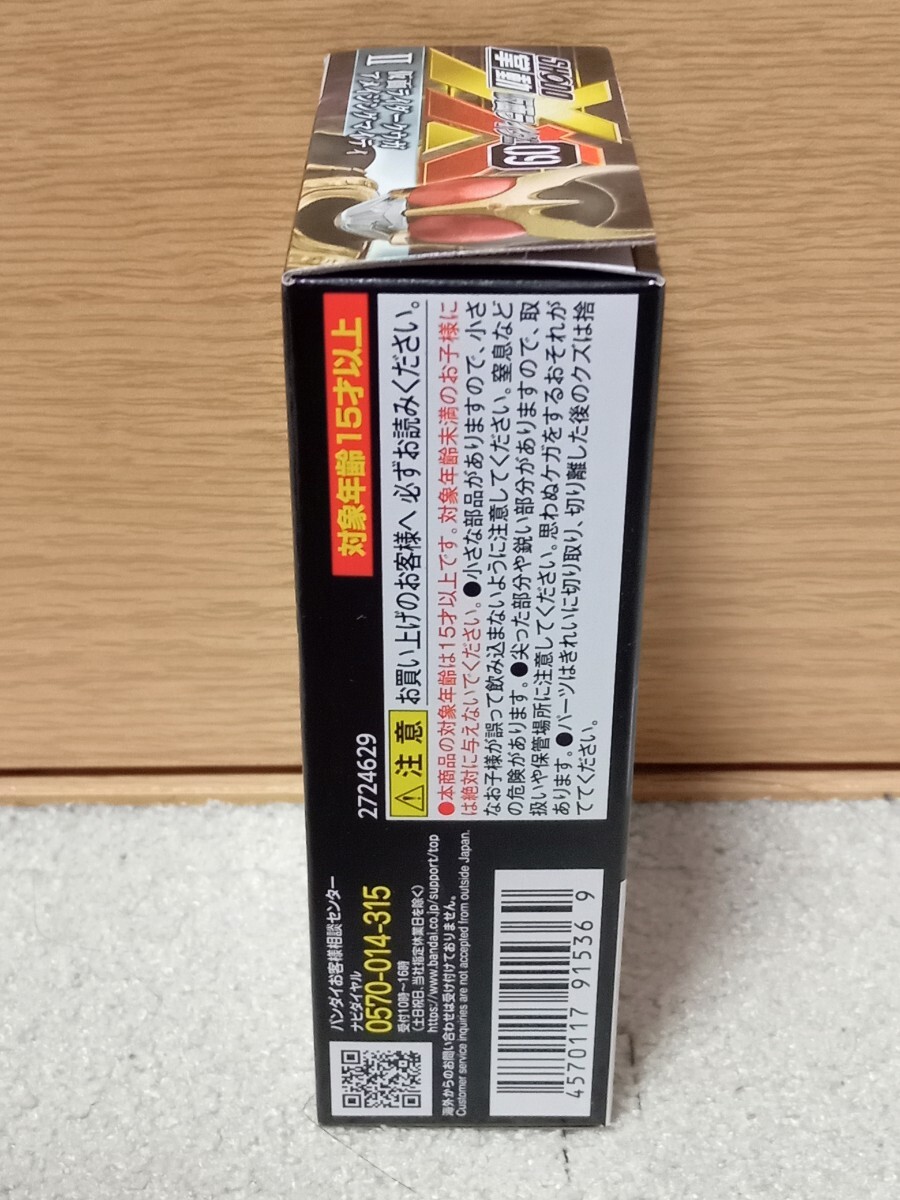 対象年齢15才以上
2724629
注意
お買い上げのお客様へ 必ずお読みください。
●本商品の対象年齢は15才以上です。対象年齢未満のお子様に
は絶対に与えないでください。●小さな部品がありますので、小さ
なお子様が誤って飲み込まないように注意してください。窒息など
の危険があります。●尖った部分や鋭い部分がありますので、取
扱いや保管場所に注意してください。思わぬケガをするおそれが
あります。●パーツはきれいに切り取り、切り離した後のクズは捨
ててください。
バンダイお客様相談センター
ナビダイヤル
0570-014-315
受付10時～16時
(土日祝日、当社指定休業日を除く)
https://www.bandai.co.jp/support/top
海外からのお問い合わせは受け付けておりません。
Customer service inquiries are not accepted from outside Japan.
4570117 915369
SHODO
60
II